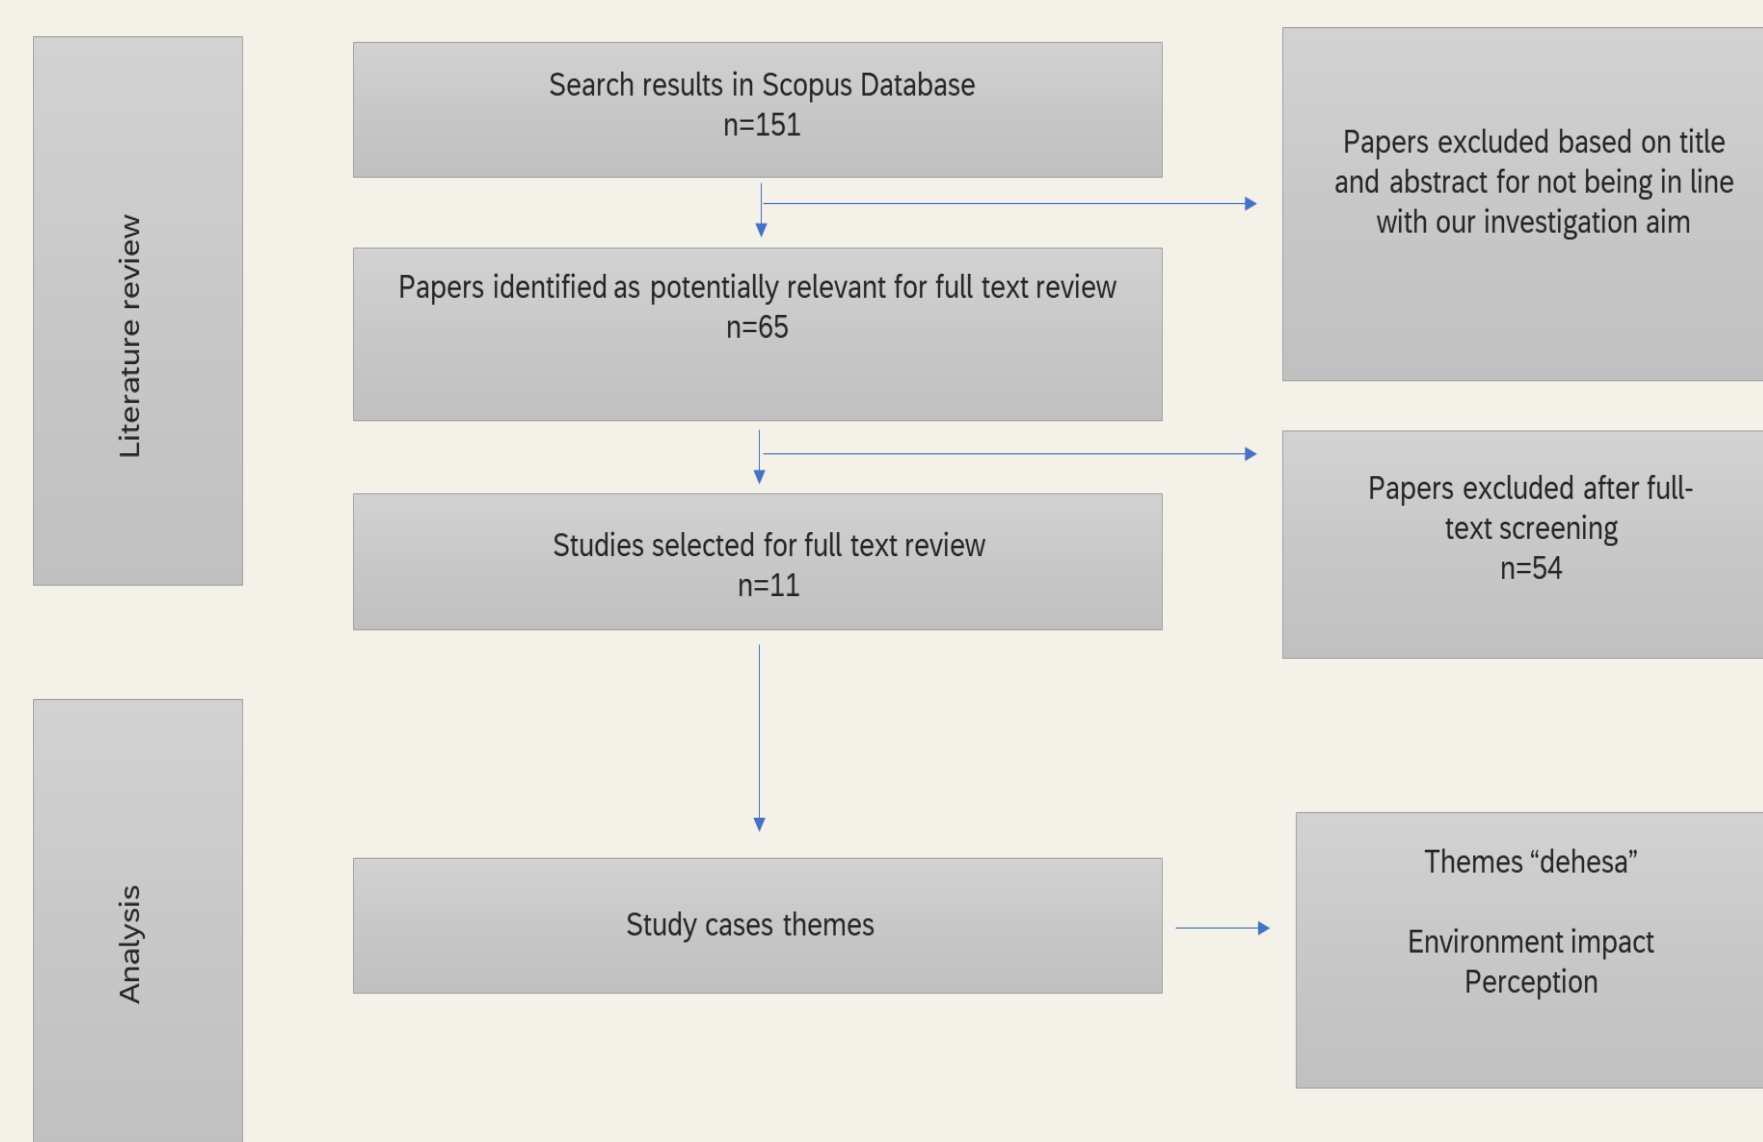 Literature review
Search results in Scopus Database
n=151
Papers excluded based on title
and abstract for not being in line
with our investigation aim
Papers identified as potentially relevant for full text review
n=65
Papers excluded after full-
text screening
n=54
Studies selected for full text review
n=11
Analysis
Study cases themes
Themes “dehesa”
Environment impact
Perception